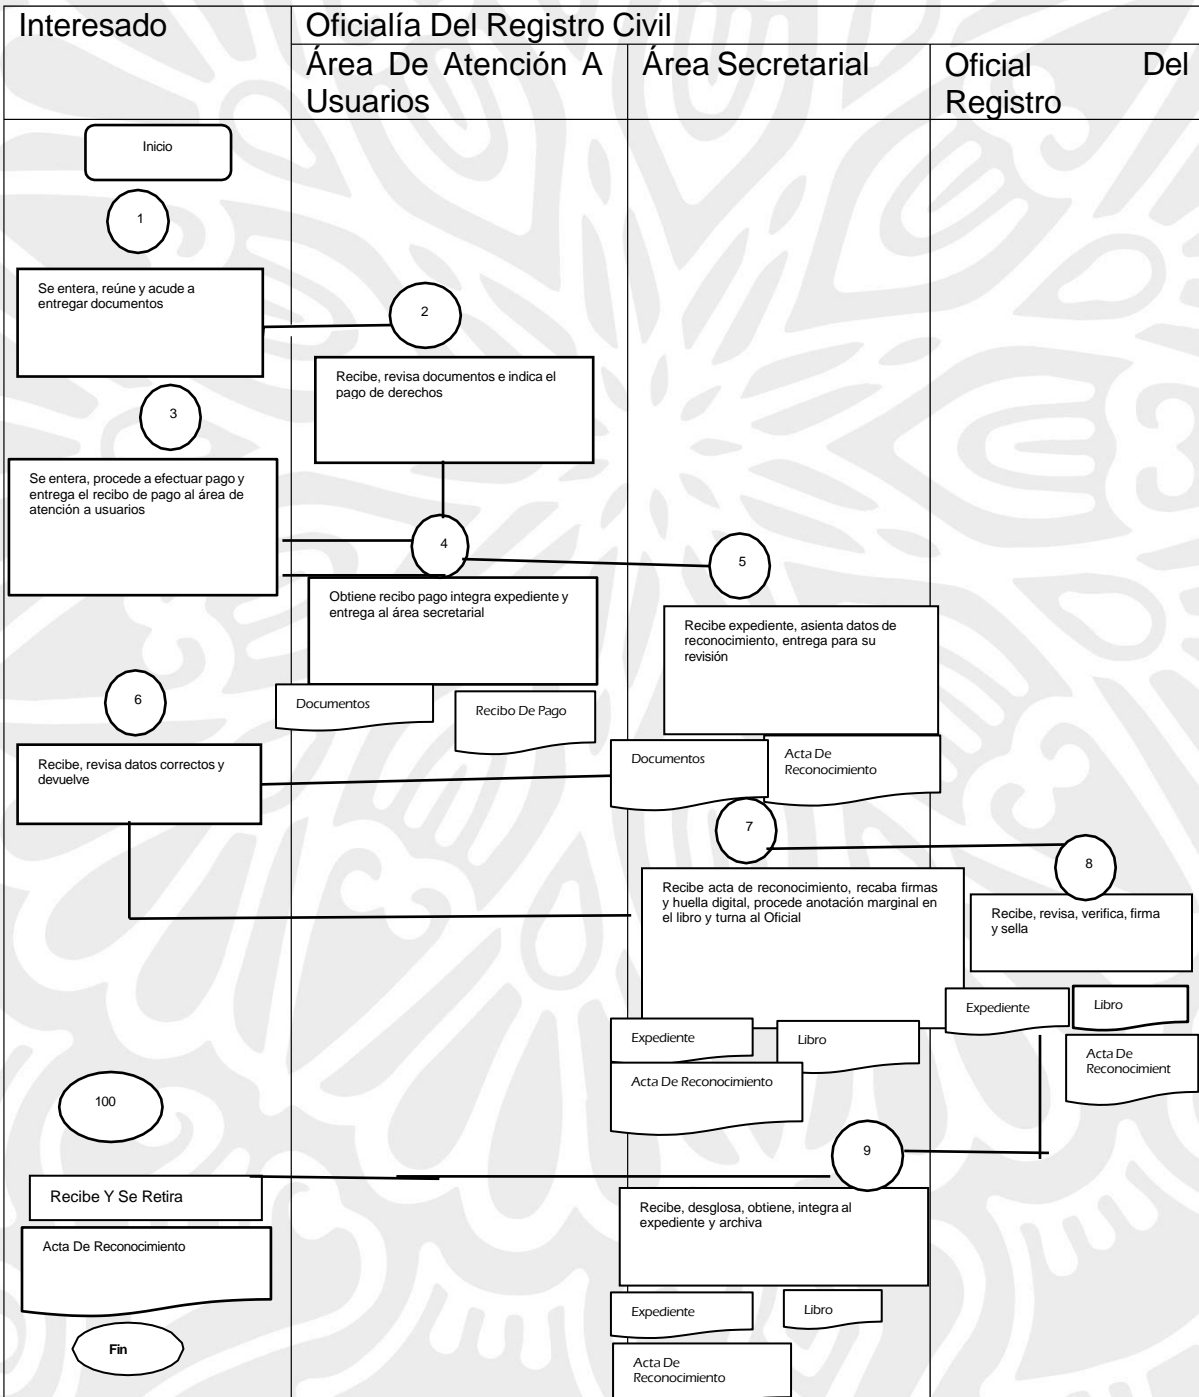 Interesado
Oficialía Del Registro Civil
Área De Atención A
Usuarios
Área Secretarial
Oficial Del
Registro
Inicio
1
Se entera, reúne y acude a
entregar documentos
2
Recibe, revisa documentos e indica el
pago de derechos
3
Se entera, procede a efectuar pago y
entrega el recibo de pago al área de
atención a usuarios
4
Obtiene recibo pago integra expediente y
entrega al área secretarial
Documentos
Recibo De Pago
5
Recibe expediente, asienta datos de
reconocimiento, entrega para su
revisión
Documentos
Acta De
Reconocimiento
6
Recibe, revisa datos correctos y
devuelve
7
Recibe acta de reconocimiento, recaba firmas
y huella digital, procede anotación marginal en
el libro y turna al Oficial
Expediente
Libro
Acta De Reconocimiento
8
Recibe, revisa, verifica, firma
y sella
Expediente
Libro
Acta De
Reconocimient
9
Recibe, desglosa, obtiene, integra al
expediente y archiva
Expediente
Libro
Acta De
Reconocimiento
100
Recibe Y Se Retira
Acta De Reconocimiento
Fin